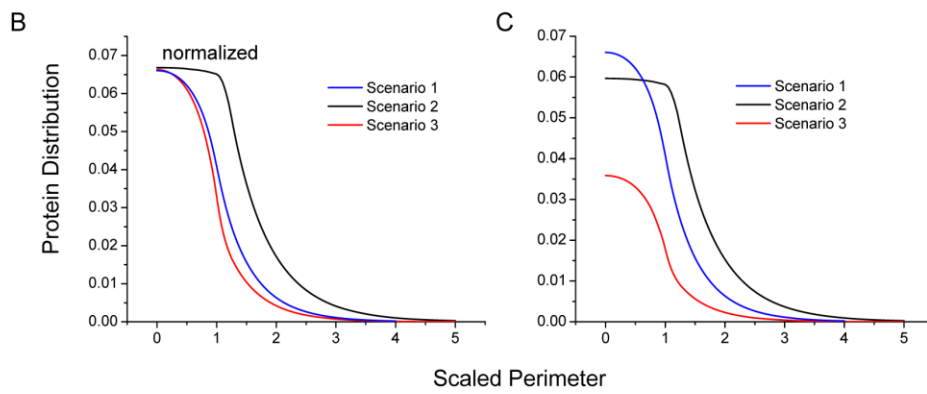 B
C
normalized
Scenario 1
Scenario 2
Scenario 3
0.07
0.06
0.05
0.04
0.03
0.02
0.01
0.00
0 1 2 3 4 5
Protein Distribution
Scenario 1
Scenario 2
Scenario 3
0.07
0.06
0.05
0.04
0.03
0.02
0.01
0.00
0 1 2 3 4 5
Scaled Perimeter